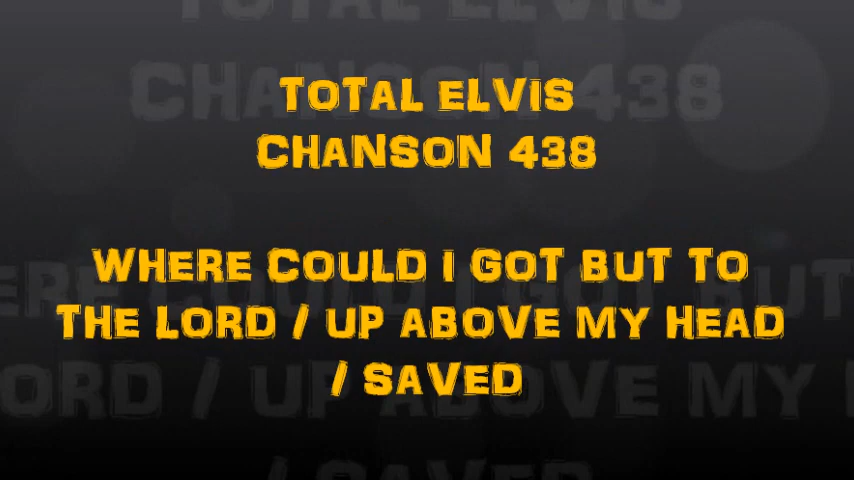 TOTAL ELVIS
CHANSON 438
WHERE COULD I GOT BUT TO
THE LORD / UP ABOVE MY HEAD
/ SAVED